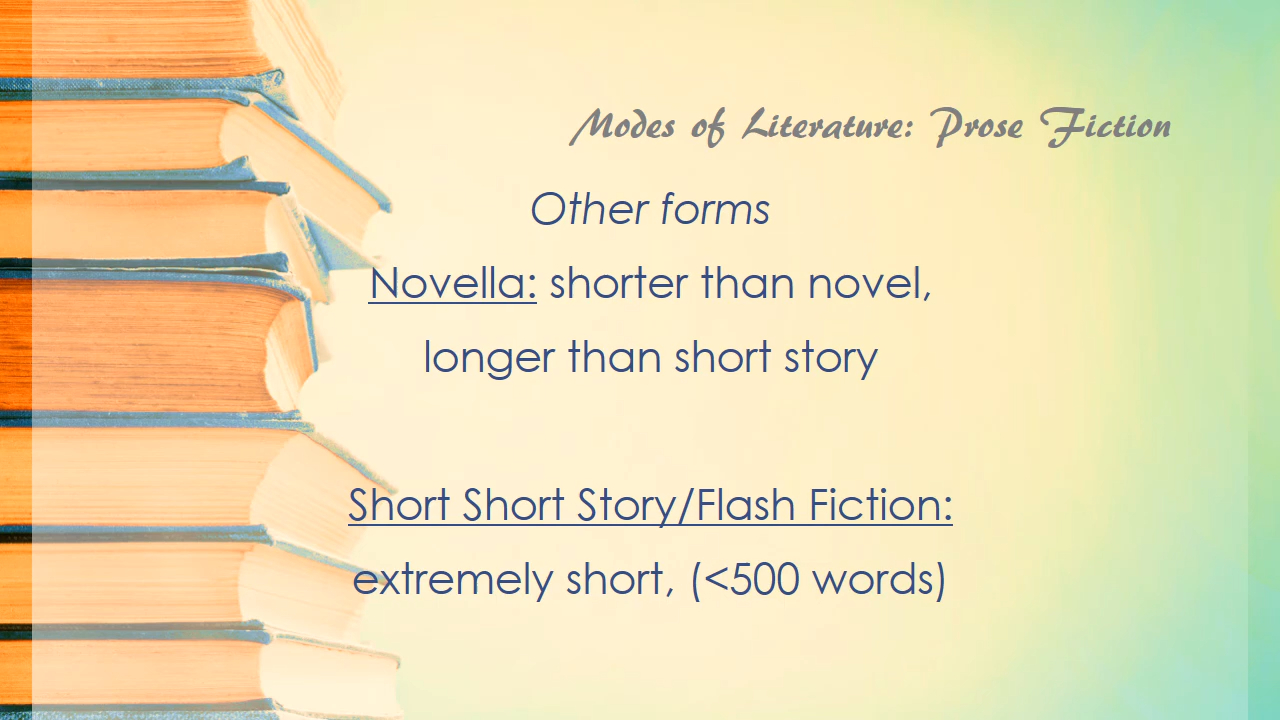 Modes of Literature: Prose Fiction
Other forms
Novella: shorter than novel,
longer than short story
Short Short Story/Flash Fiction:
extremely short, (<500 words)